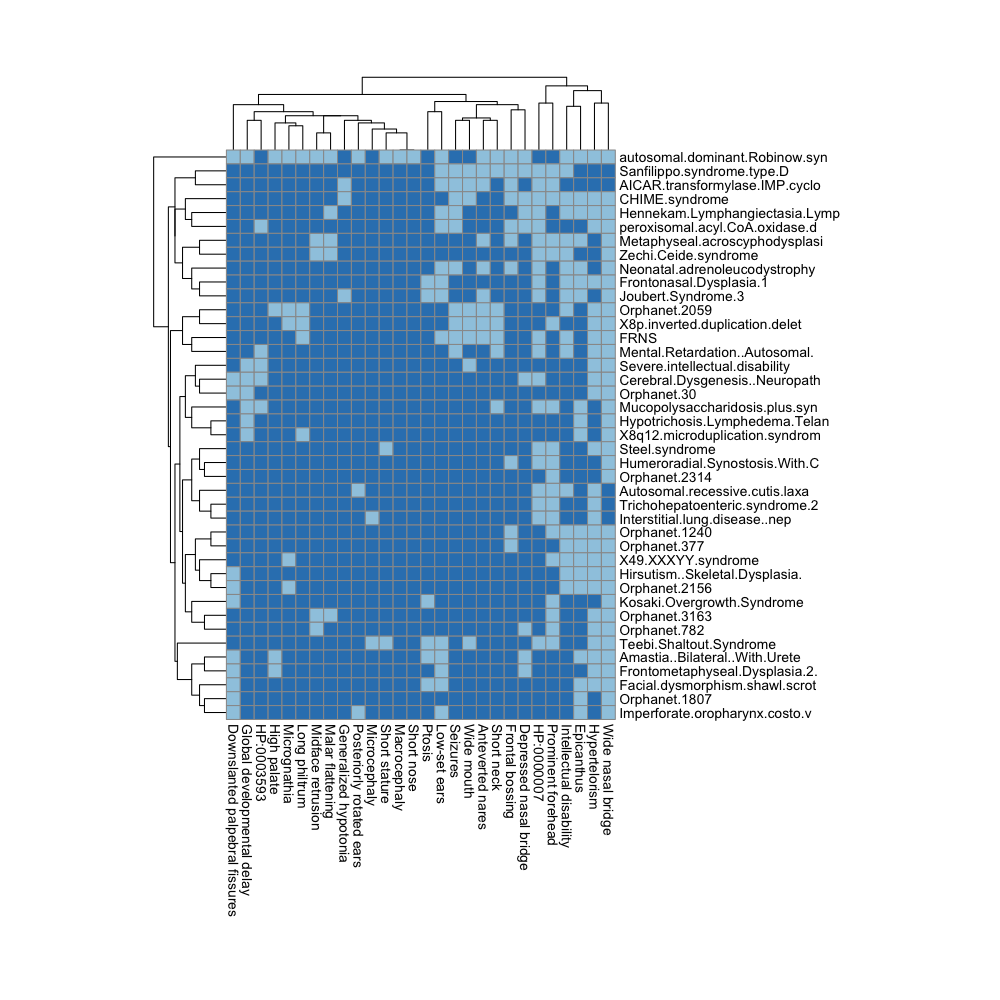 autosomal.dominant.Robinow.syn
Sanfilippo.syndrome.type.D
AICAR.transformylase.IMP.cyclo
CHIME.syndrome
Hennekam.Lymphangiectasia.Lymp
peroxisomal.acyl.CoA.oxidase.d
Metaphyseal.acroscyphodysplasi
Zechi.Ceide.syndrome
Neonatal.adrenoleucodystrophy
Frontonasal.Dysplasia.1
Joubert.Syndrome.3
Orphanet.2059
X8p.inverted.duplication.delet
FRNS
Mental.Retardation..Autosomal.
Severe.intellectual.disability
Cerebral.Dysgenesis..Neuropath
Orphanet.30
Mucopolysaccharidosis.plus.syn
Hypotrichosis.Lymphedema.Telan
X8q12.microduplication.syndrom
Steel.syndrome
Humeroradial.Synostosis.With.C
Orphanet.2314
Autosomal.recessive.cutis.laxa
Trichohepatoenteric.syndrome.2
Interstitial.lung.disease..nep
Orphanet.1240
Orphanet.377
X49.XXXYY.syndrome
Hirsutism..Skeletal.Dysplasia.
Orphanet.2156
Kosaki.Overgrowth.Syndrome
Orphanet.3163
Orphanet.782
Teebi.Shaltout.Syndrome
Amastia..Bilateral..With.Urete
Frontometaphyseal.Dysplasia.2.
Facial.dysmorphism.shawl.scrot
Orphanet.1807
Imperforate.oropharynx.costo.v
Downslanted palpebral fissures
Global developmental delay
HP:0003593
High palate
Micrognathia
Long philtrum
Midface retrusion
Malar flattening
Generalized hypotonia
Posteriorly rotated ears
Microcephaly
Short stature
Macrocephaly
Short nose
Ptosis
Low-set ears
Seizures
Wide mouth
Anteverted nares
Short neck
Frontal bossing
Depressed nasal bridge
HP:0000007
Prominent forehead
Intellectual disability
Epicanthus
Hypertelorism
Wide nasal bridge